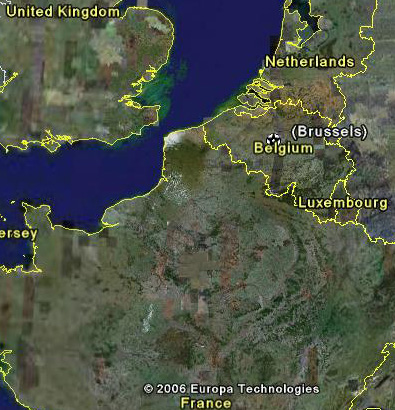 United Kingdom
Netherlands
(Brussels)
Belgium
Luxembourg
ersey
© 2006 Europa Technologies
France